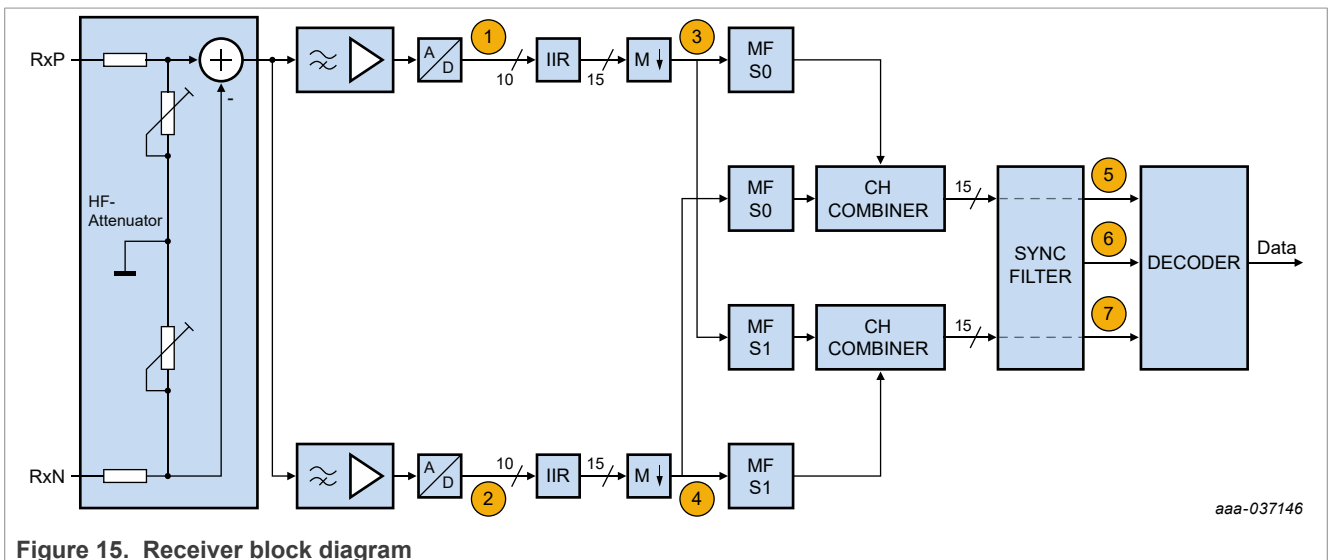 RxP
+
-
HF-
Attenuator
RxN
A
D
1
10
IIR
15
M
3
MF
S0
MF
S0
CH
COMBINER
15
SYNC
FILTER
5
6
7
DECODER
Data
MF
S1
CH
COMBINER
15
A
D
2
10
IIR
15
M
4
MF
S1
aaa-037146
Figure 15. Receiver block diagram